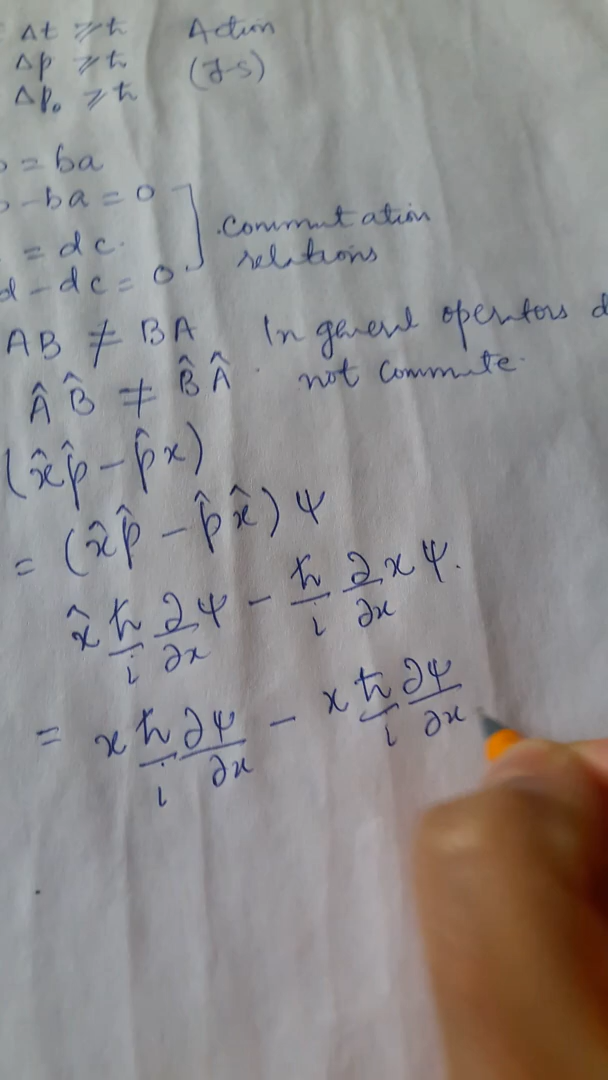 Δt ≥ ħ Action
Δp ≥ ħ (J-S)
Δp₀ ≥ ħ
= ba
- ba = 0
= dc.
d - dc = 0
commutation
relations
AB ≠ BA In general operators d
ÂB̂ ≠ B̂Â. not commute.
(x̂p̂ - p̂x)
= (x̂p̂ - p̂x̂)ψ
x̂ ħ/i ∂/∂x ψ - ħ/i ∂/∂x xψ.
= x ħ/i ∂ψ/∂x - x ħ/i ∂ψ/∂x